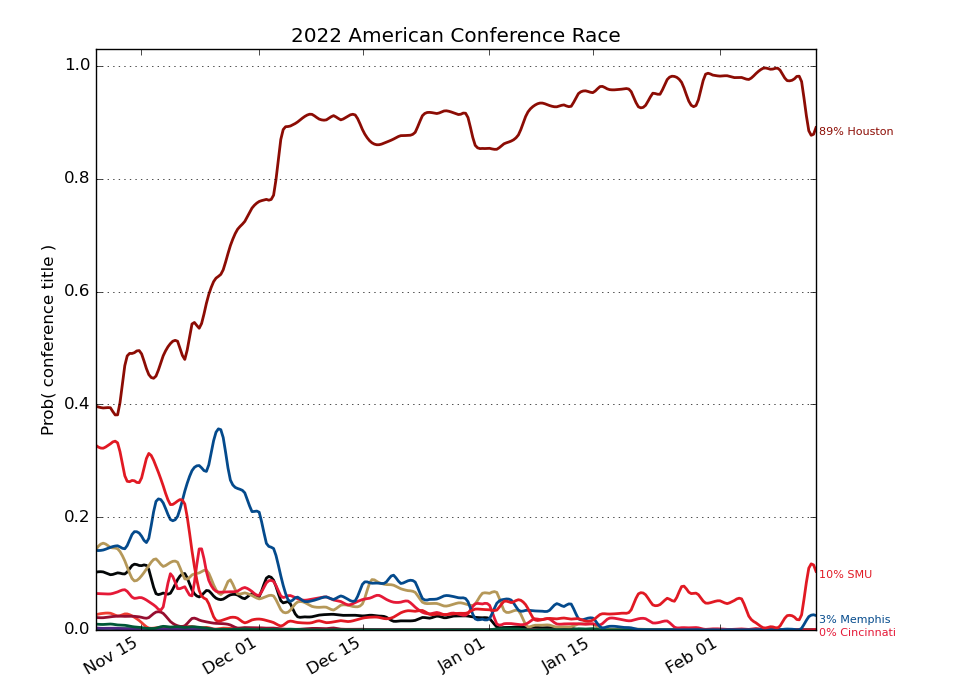 2022 American Conference Race
Prob( conference title )
1.0
0.8
0.6
0.4
0.2
0.0
89% Houston
10% SMU
3% Memphis
0% Cincinnati
Nov 15
Dec 01
Dec 15
Jan 01
Jan 15
Feb 01